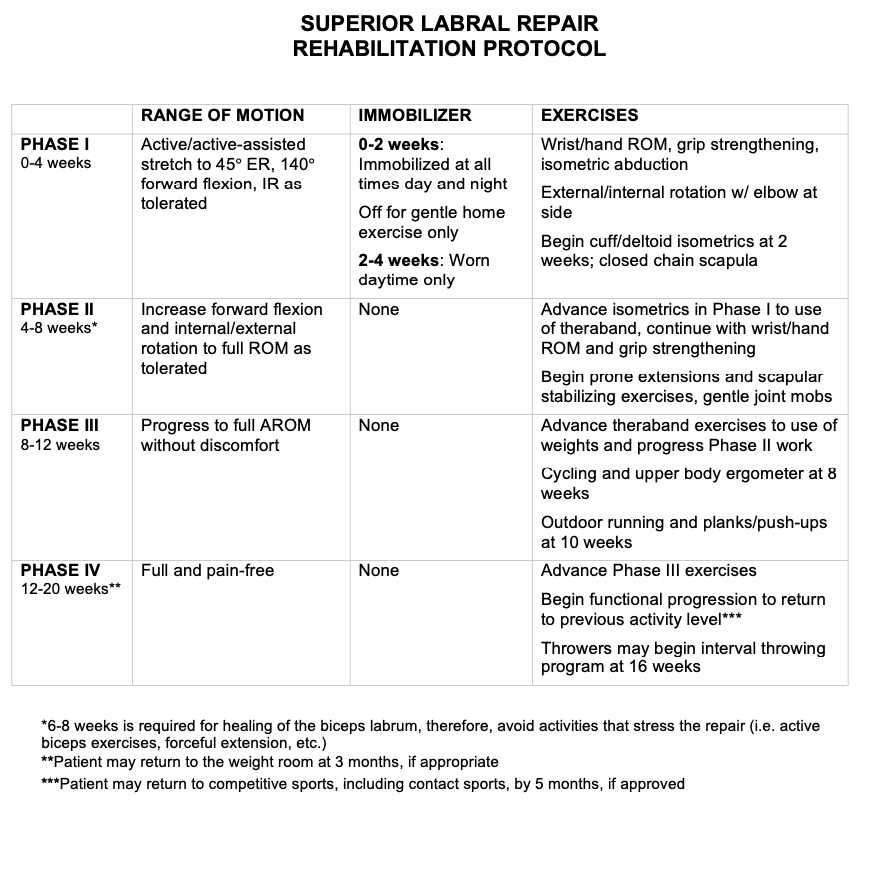 SUPERIOR LABRAL REPAIR
REHABILITATION PROTOCOL
RANGE OF MOTION
IMMOBILIZER
EXERCISES
PHASE I
0-4 weeks
Active/active-assisted
stretch to 45° ER, 140°
forward flexion, IR as
tolerated
0-2 weeks:
Immobilized at all
times day and night
Off for gentle home
exercise only
2-4 weeks: Worn
daytime only
Wrist/hand ROM, grip strengthening,
isometric abduction
External/internal rotation w/ elbow at
side
Begin cuff/deltoid isometrics at 2
weeks; closed chain scapula
PHASE II
4-8 weeks*
Increase forward flexion
and internal/external
rotation to full ROM as
tolerated
None
Advance isometrics in Phase I to use
of theraband, continue with wrist/hand
ROM and grip strengthening
Begin prone extensions and scapular
stabilizing exercises, gentle joint mobs
PHASE III
8-12 weeks
Progress to full AROM
without discomfort
None
Advance theraband exercises to use of
weights and progress Phase II work
Cycling and upper body ergometer at 8
weeks
Outdoor running and planks/push-ups
at 10 weeks
PHASE IV
12-20 weeks**
Full and pain-free
None
Advance Phase III exercises
Begin functional progression to return
to previous activity level***
Throwers may begin interval throwing
program at 16 weeks
*6-8 weeks is required for healing of the biceps labrum, therefore, avoid activities that stress the repair (i.e. active
biceps exercises, forceful extension, etc.)
**Patient may return to the weight room at 3 months, if appropriate
***Patient may return to competitive sports, including contact sports, by 5 months, if approved